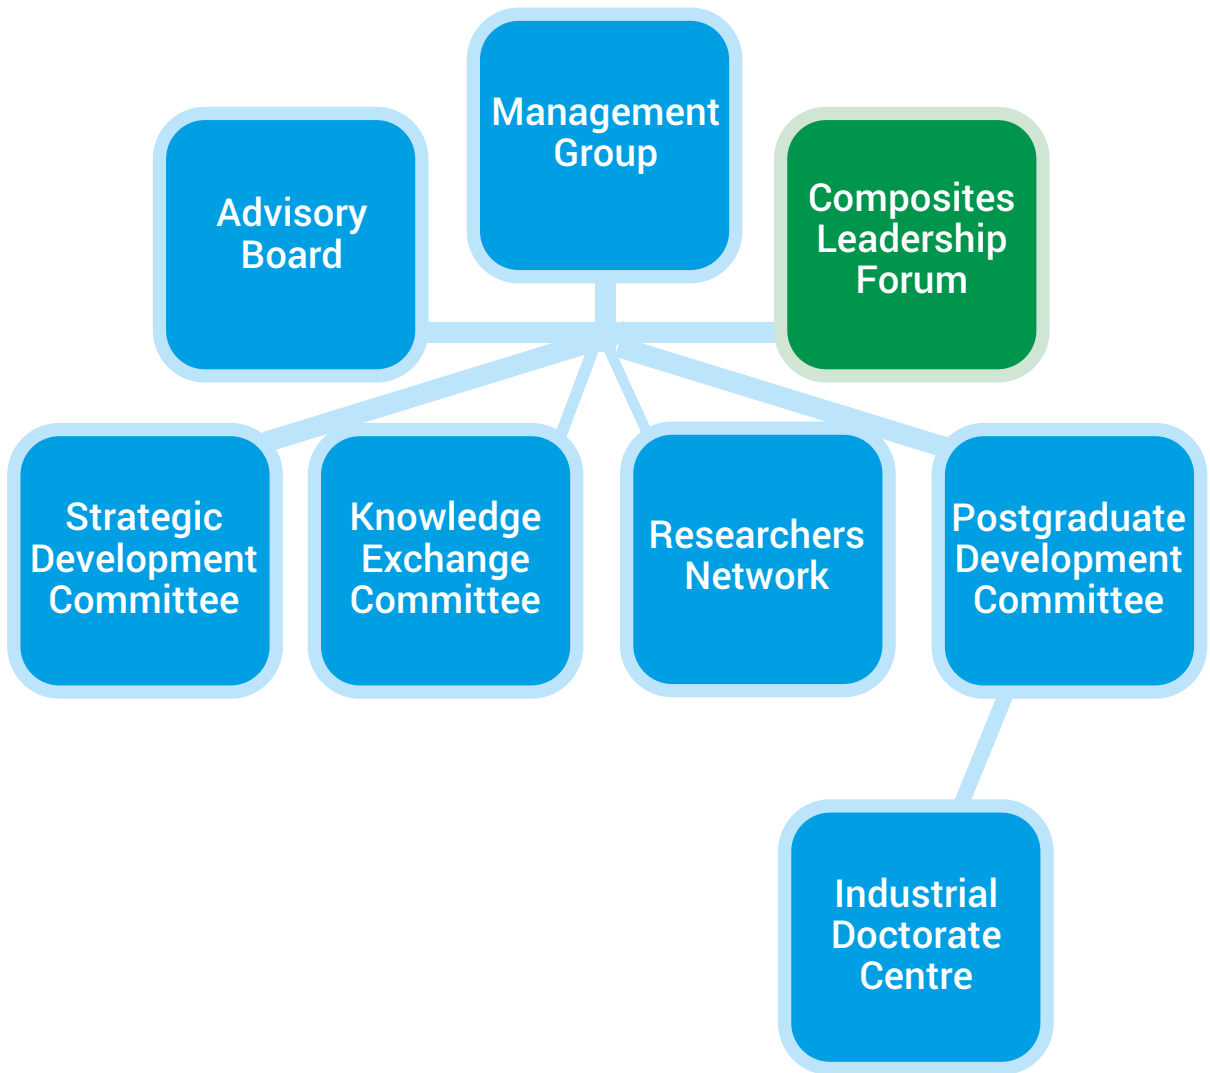 Management
Group
Advisory
Board
Composites
Leadership
Forum
Strategic
Development
Committee
Knowledge
Exchange
Committee
Researchers
Network
Postgraduate
Development
Committee
Industrial
Doctorate
Centre